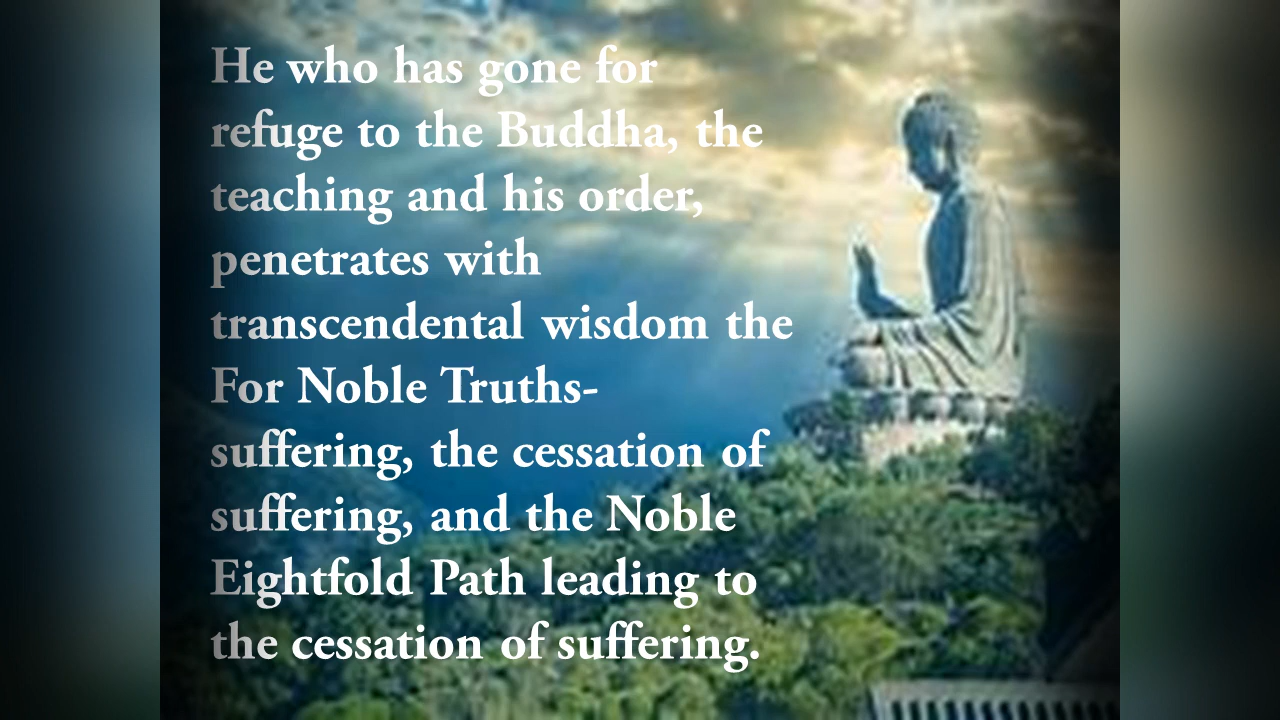 He who has gone for
refuge to the Buddha, the
teaching and his order,
penetrates with
transcendental wisdom the
For Noble Truths-
suffering, the cessation of
suffering, and the Noble
Eightfold Path leading to
the cessation of suffering.